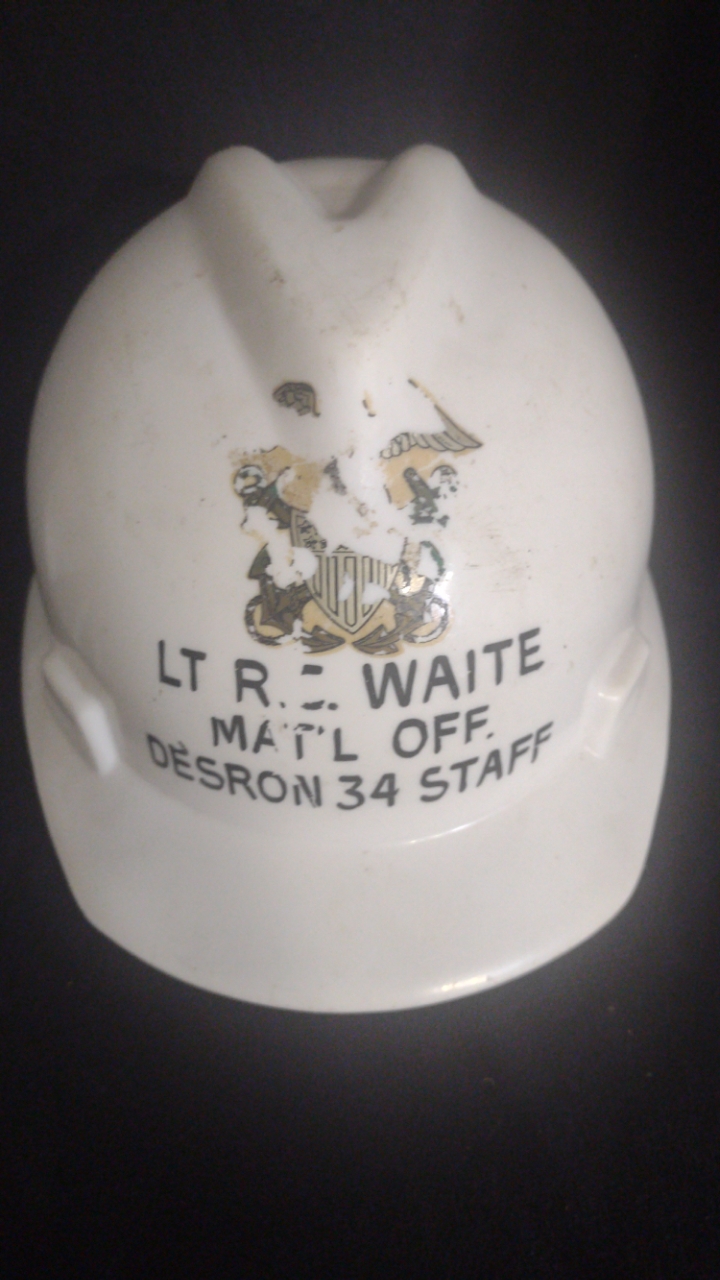 LT R. WAITE
MAT'L OFF.
DESRON 34 STAFF